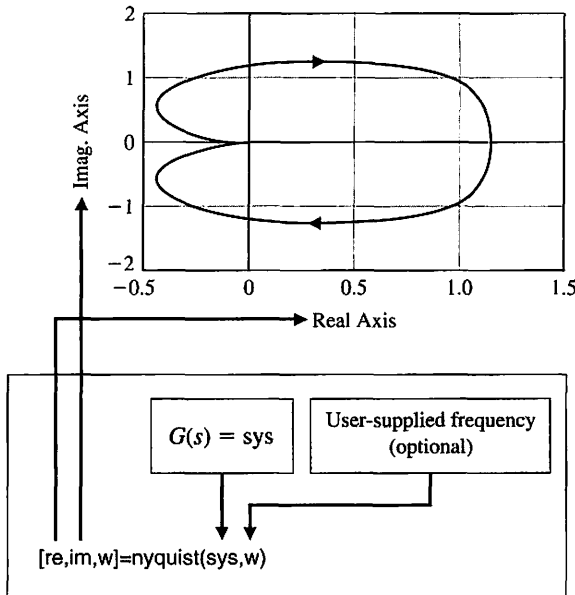 2
1
0
−1
−2
Imag. Axis
−0.5
0
0.5
1.0
1.5
Real Axis
G(s) = sys
User-supplied frequency
(optional)
[re,im,w]=nyquist(sys,w)